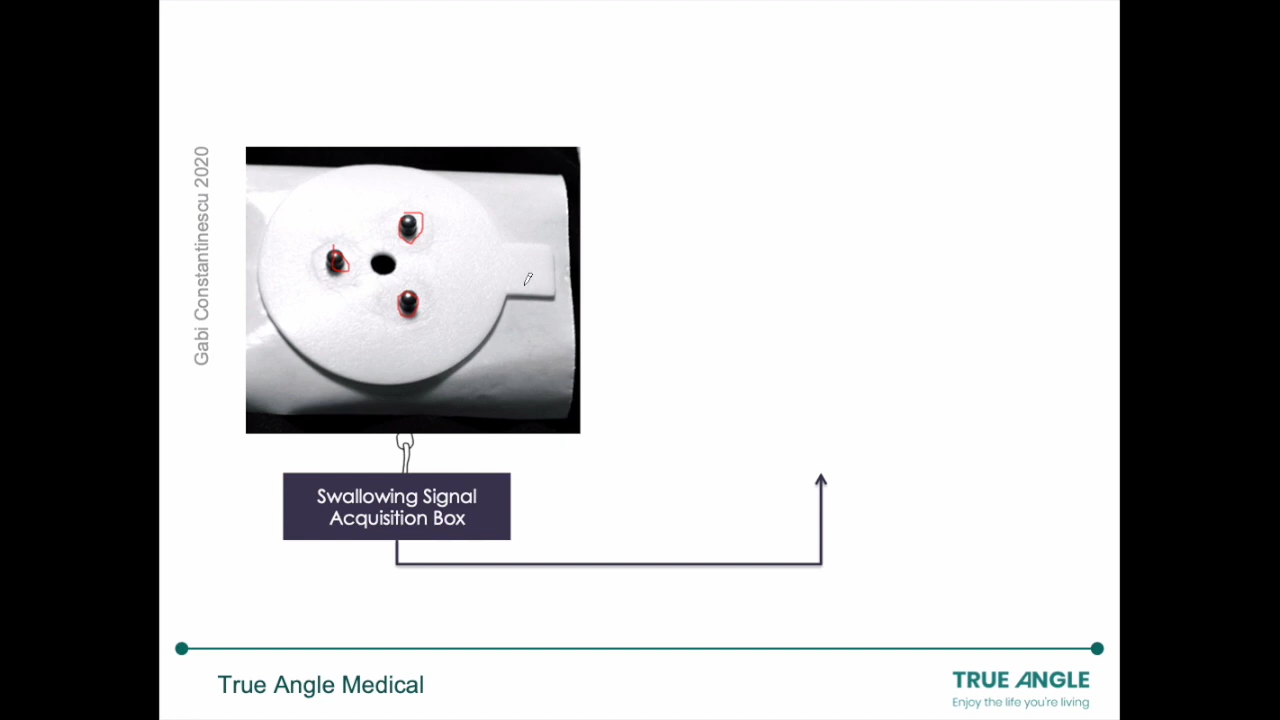 Gabi Constantinescu 2020
Swallowing Signal
Acquisition Box
True Angle Medical
TRUE ANGLE
Enjoy the life you're living